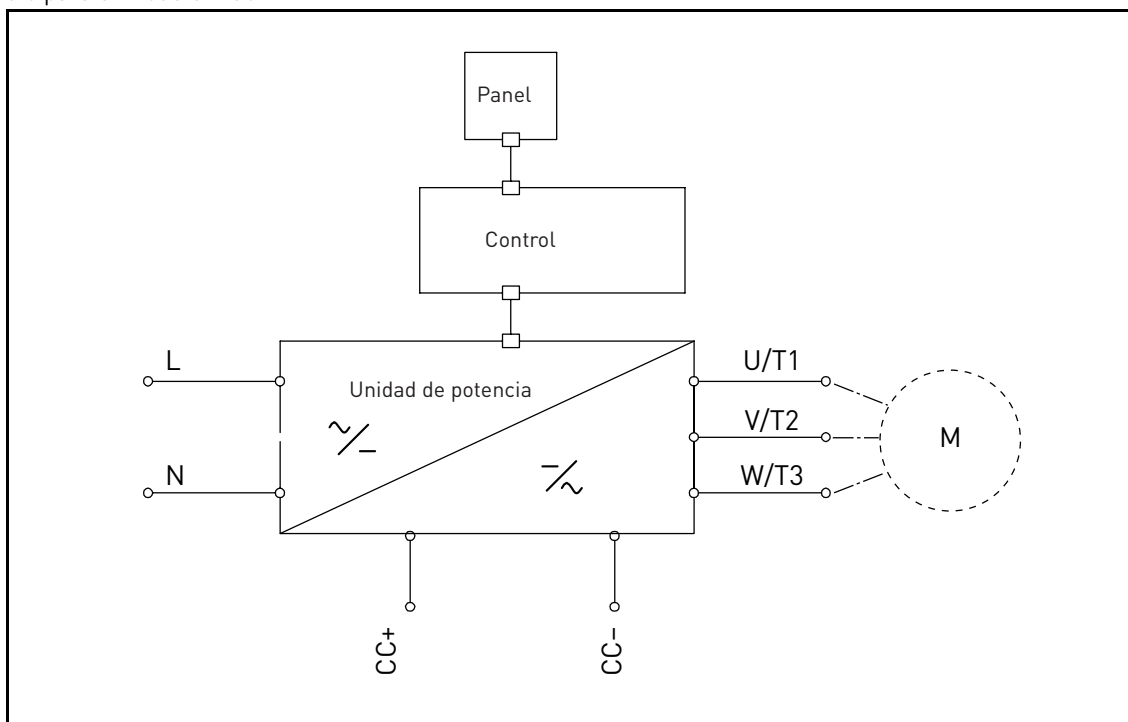 Panel
Control
L
Unidad de potencia
U/T1
V/T2
M
N
W/T3
CC+
CC-